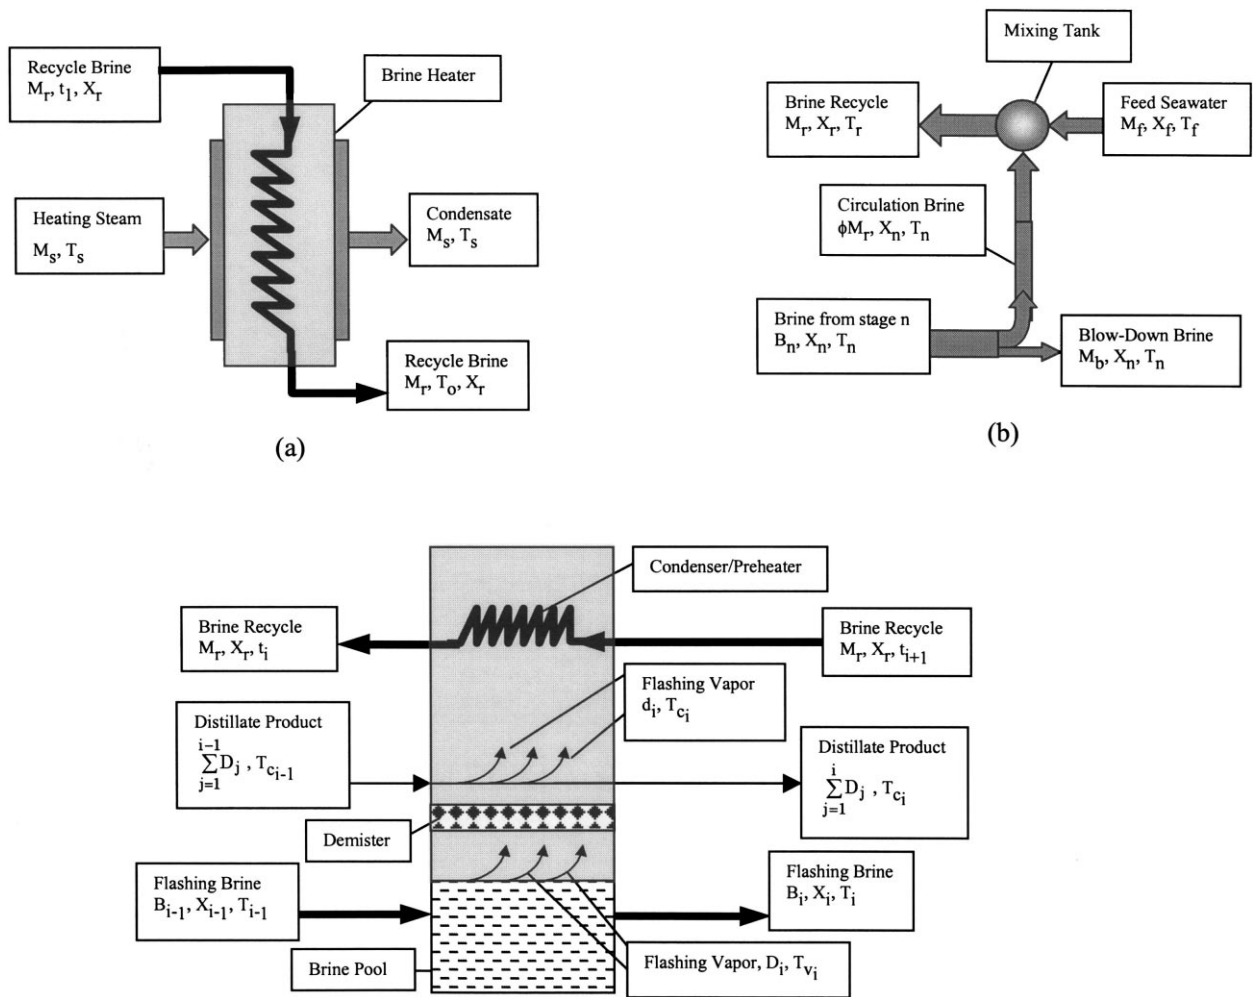 Recycle Brine
Mr, t1, Xr
Brine Heater
Heating Steam
Ms, Ts
Condensate
Ms, Ts
Recycle Brine
Mr, To, Xr
(a)
Mixing Tank
Brine Recycle
Mr, Xr, Tr
Feed Seawater
Mf, Xf, Tf
Circulation Brine
ϕMr, Xn, Tn
Brine from stage n
Bn, Xn, Tn
Blow-Down Brine
Mb, Xn, Tn
(b)
Condenser/Preheater
Brine Recycle
Mr, Xr, ti
Brine Recycle
Mr, Xr, ti+1
Flashing Vapor
di, Tci
Distillate Product
i-1
∑Dj , Tci-1
j=1
Distillate Product
i
∑Dj , Tci
j=1
Demister
Flashing Brine
Bi-1, Xi-1, Ti-1
Flashing Brine
Bi, Xi, Ti
Brine Pool
Flashing Vapor, Di, Tvi